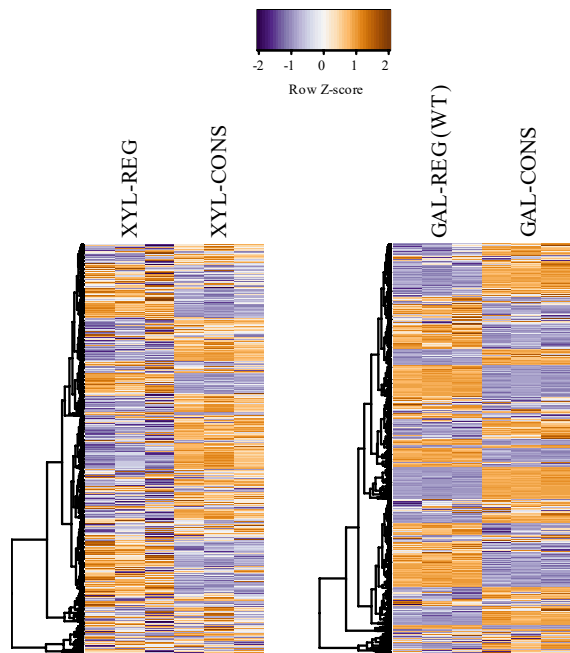 -2 -1 0 1 2
Row Z-score
XYL-REG
XYL-CONS
GAL-REG (WT)
GAL-CONS